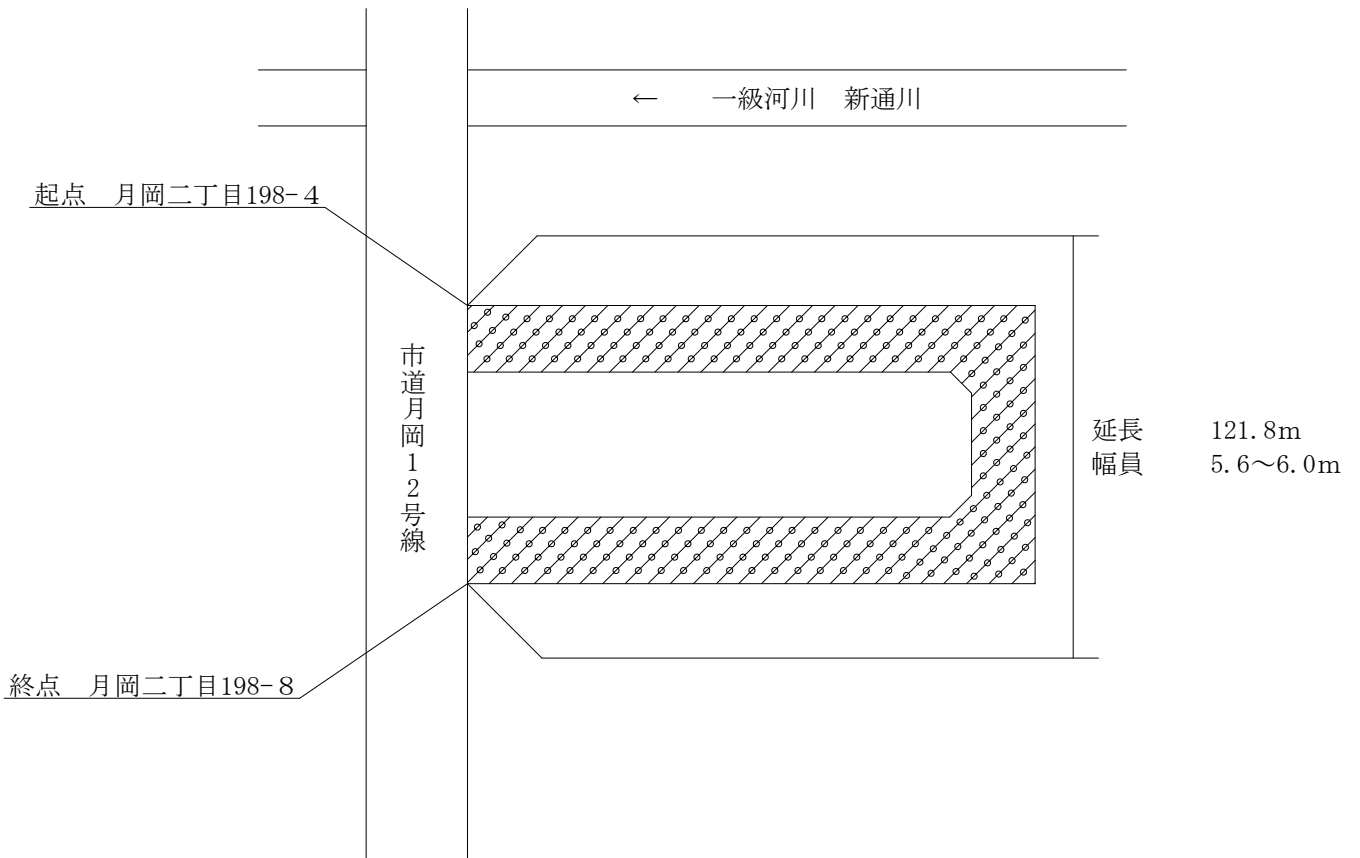 ← 一級河川 新通川
起点 月岡二丁目198-4
市道月岡12号線
延長 121.8m
幅員 5.6～6.0m
終点 月岡二丁目198-8